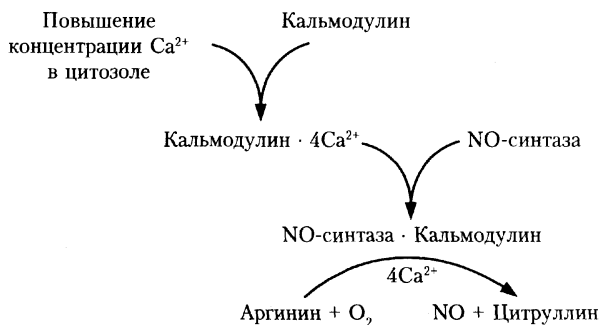 Повышение
концентрации Ca²⁺
в цитозоле
Кальмодулин
Кальмодулин · 4Ca²⁺
NO-синтаза
NO-синтаза · Кальмодулин
4Ca²⁺
Аргинин + O₂
NO + Цитруллин